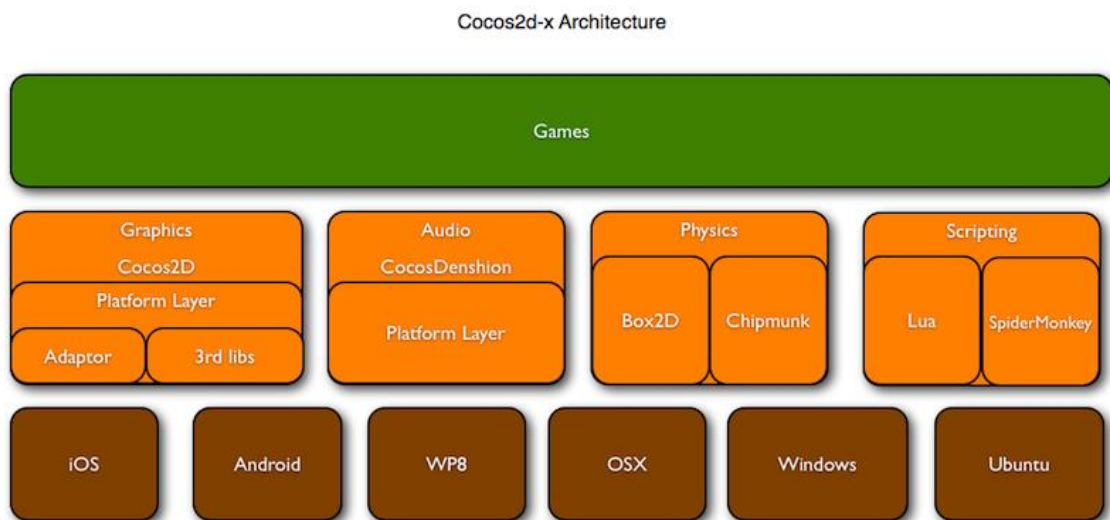 Cocos2d-x Architecture
Games
Graphics
Cocos2D
Platform Layer
Adaptor
3rd libs
Audio
CocosDenshion
Platform Layer
Physics
Box2D
Chipmunk
Scripting
Lua
SpiderMonkey
iOS
Android
WP8
OSX
Windows
Ubuntu